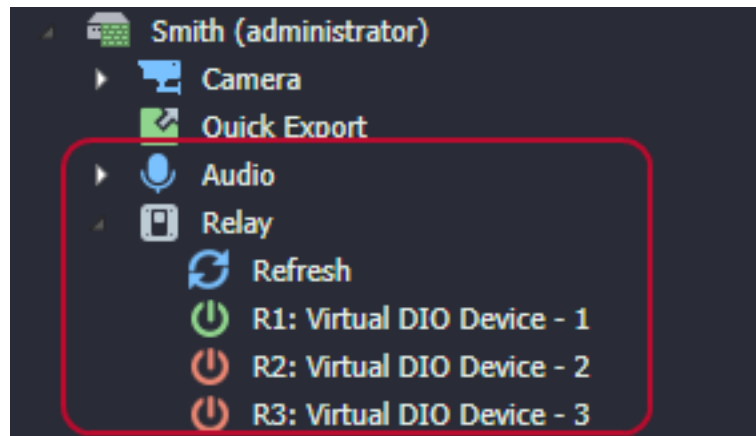 Smith (administrator)
Camera
Quick Export
Audio
Relay
Refresh
R1: Virtual DIO Device - 1
R2: Virtual DIO Device - 2
R3: Virtual DIO Device - 3